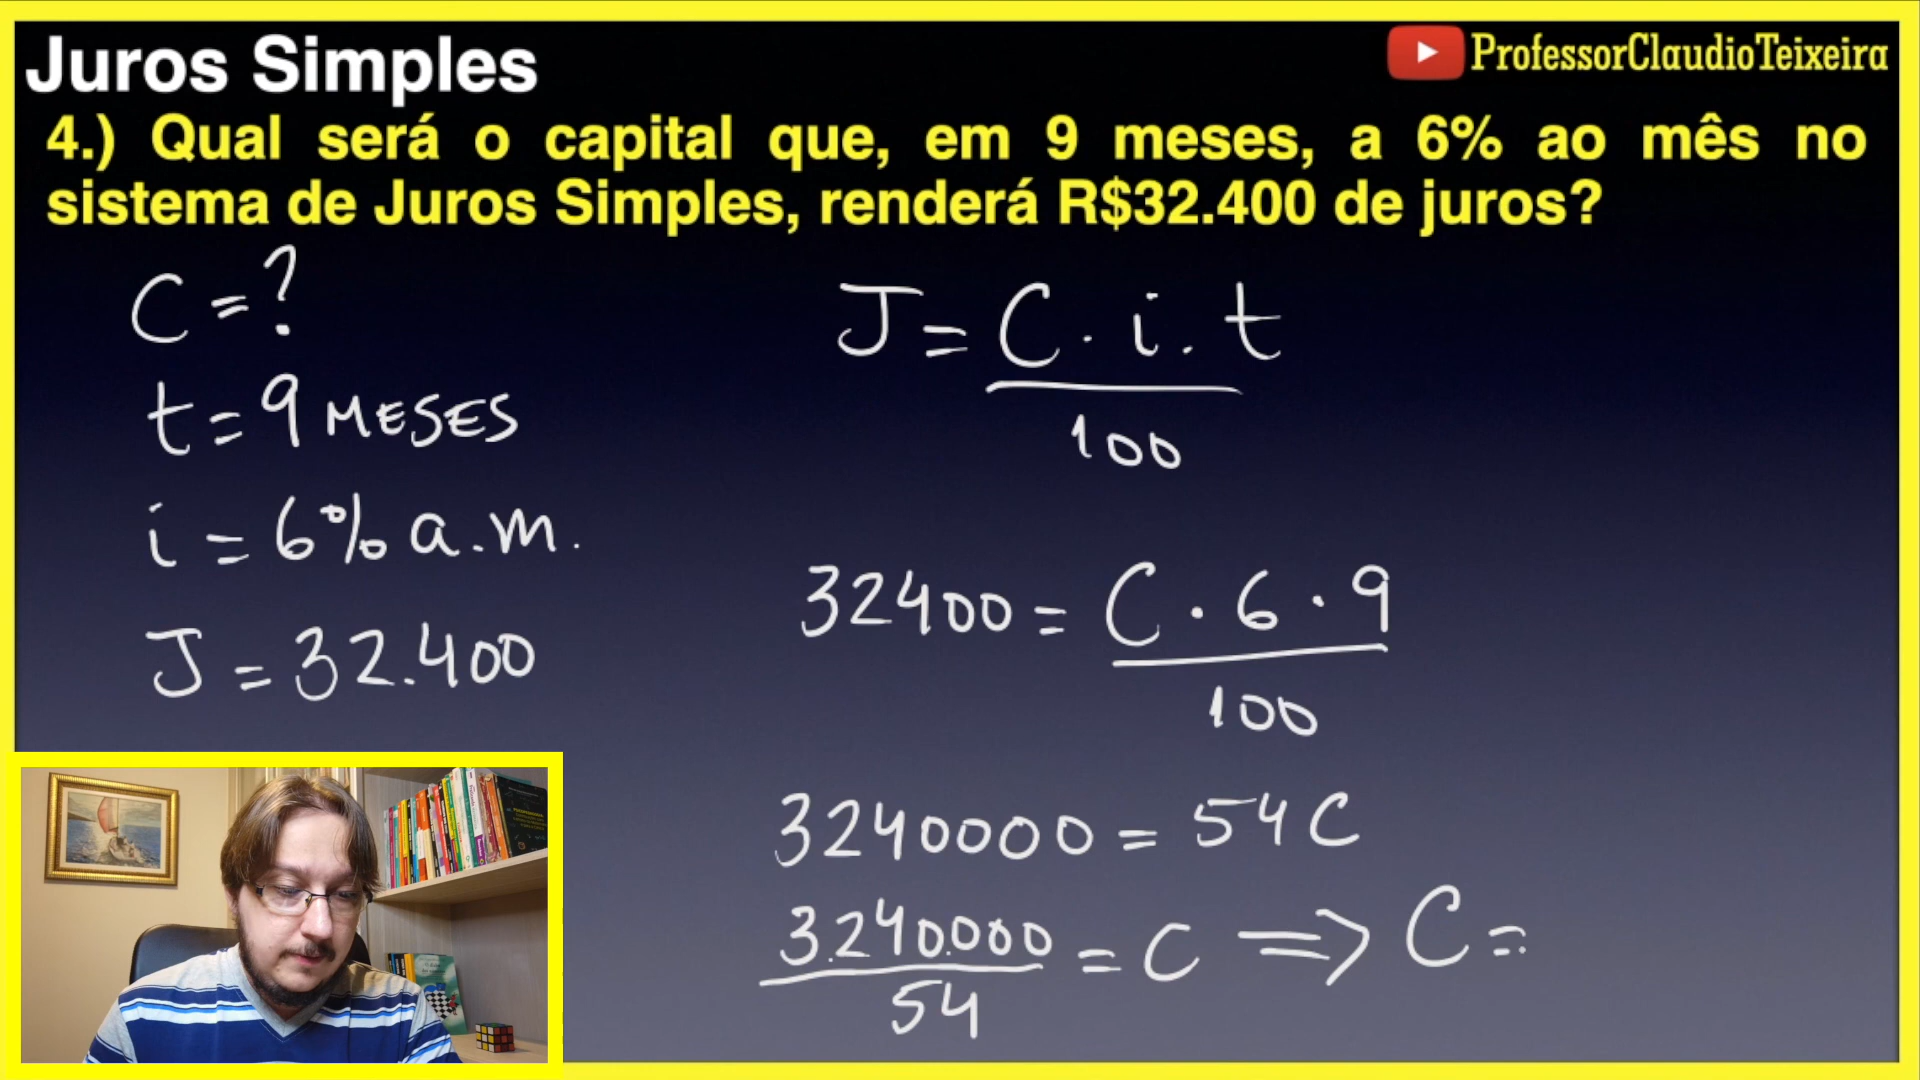 Juros Simples
ProfessorClaudioTeixeira
4.) Qual será o capital que, em 9 meses, a 6% ao mês no
sistema de Juros Simples, renderá R$32.400 de juros?
C = ?
t = 9 MESES
i = 6% a.m.
J = 32.400
J = C . i . t
100
32400 = C . 6 . 9
100
3240000 = 54 C
3.240.000 = C => C =
54